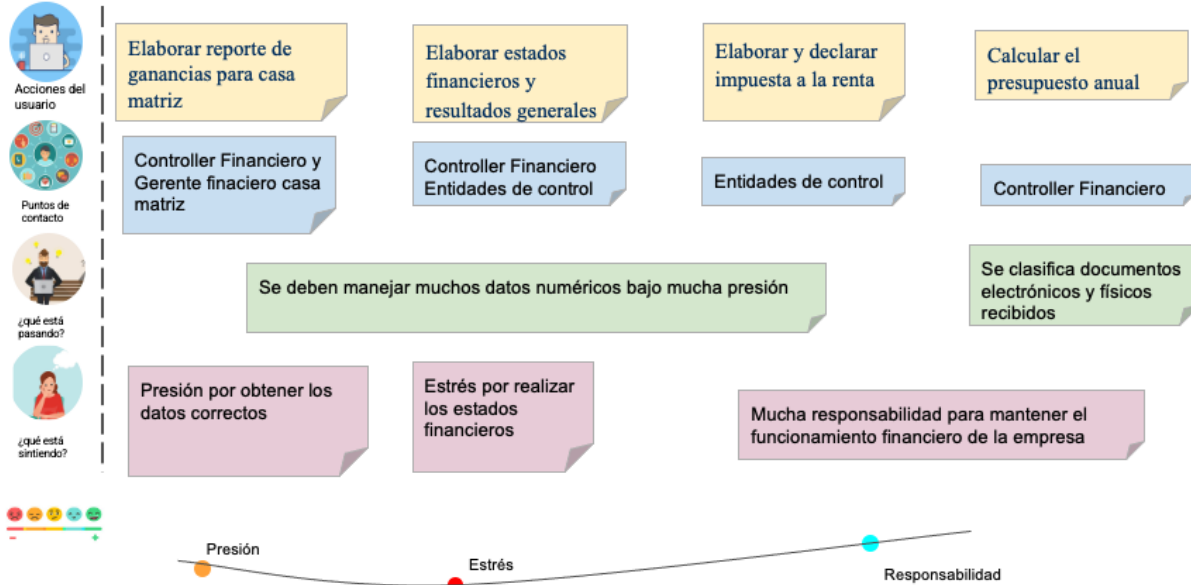 Acciones del
usuario
Elaborar reporte de
ganancias para casa
matriz
Elaborar estados
financieros y
resultados generales
Elaborar y declarar
impuesta a la renta
Calcular el
presupuesto anual
Puntos de
contacto
Controller Financiero y
Gerente finaciero casa
matriz
Controller Financiero
Entidades de control
Entidades de control
Controller Financiero
¿qué está
pasando?
Se deben manejar muchos datos numéricos bajo mucha presión
Se clasifica documentos
electrónicos y físicos
recibidos
¿qué está
sintiendo?
Presión por obtener los
datos correctos
Estrés por realizar
los estados
financieros
Mucha responsabilidad para mantener el
funcionamiento financiero de la empresa
- +
Presión
Estrés
Responsabilidad